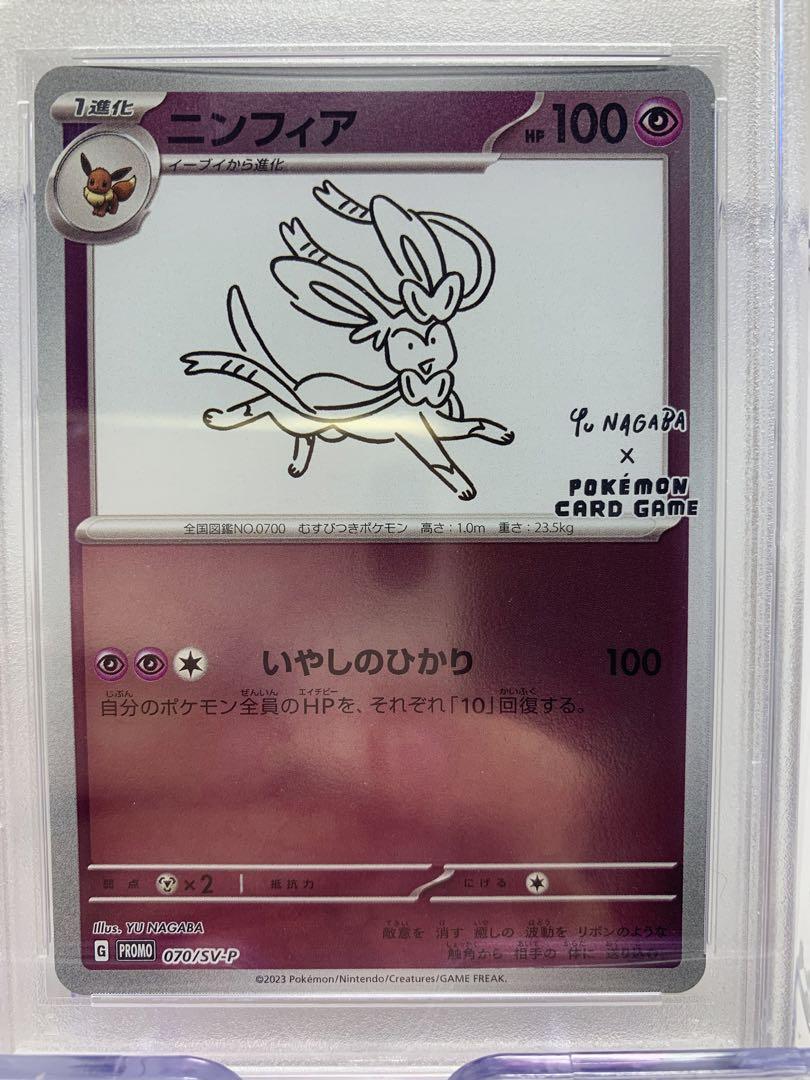 1進化
ニンフィア
HP 100
イーブイから進化
Yu NAGABA
×
POKÉMON
CARD GAME
全国図鑑NO.0700 むすびつきポケモン 高さ：1.0m 重さ：23.5kg
いやしのひかり 100
自分のポケモン全員のHPを、それぞれ「10」回復する。
弱点 ×2 抵抗力 にげる
Illus. YU NAGABA
敵意を 消す 癒しの 波動を リボンのような
G PROMO 070/SV-P
触角から 相手の 体に 送り込む。
©2023 Pokémon/Nintendo/Creatures/GAME FREAK.